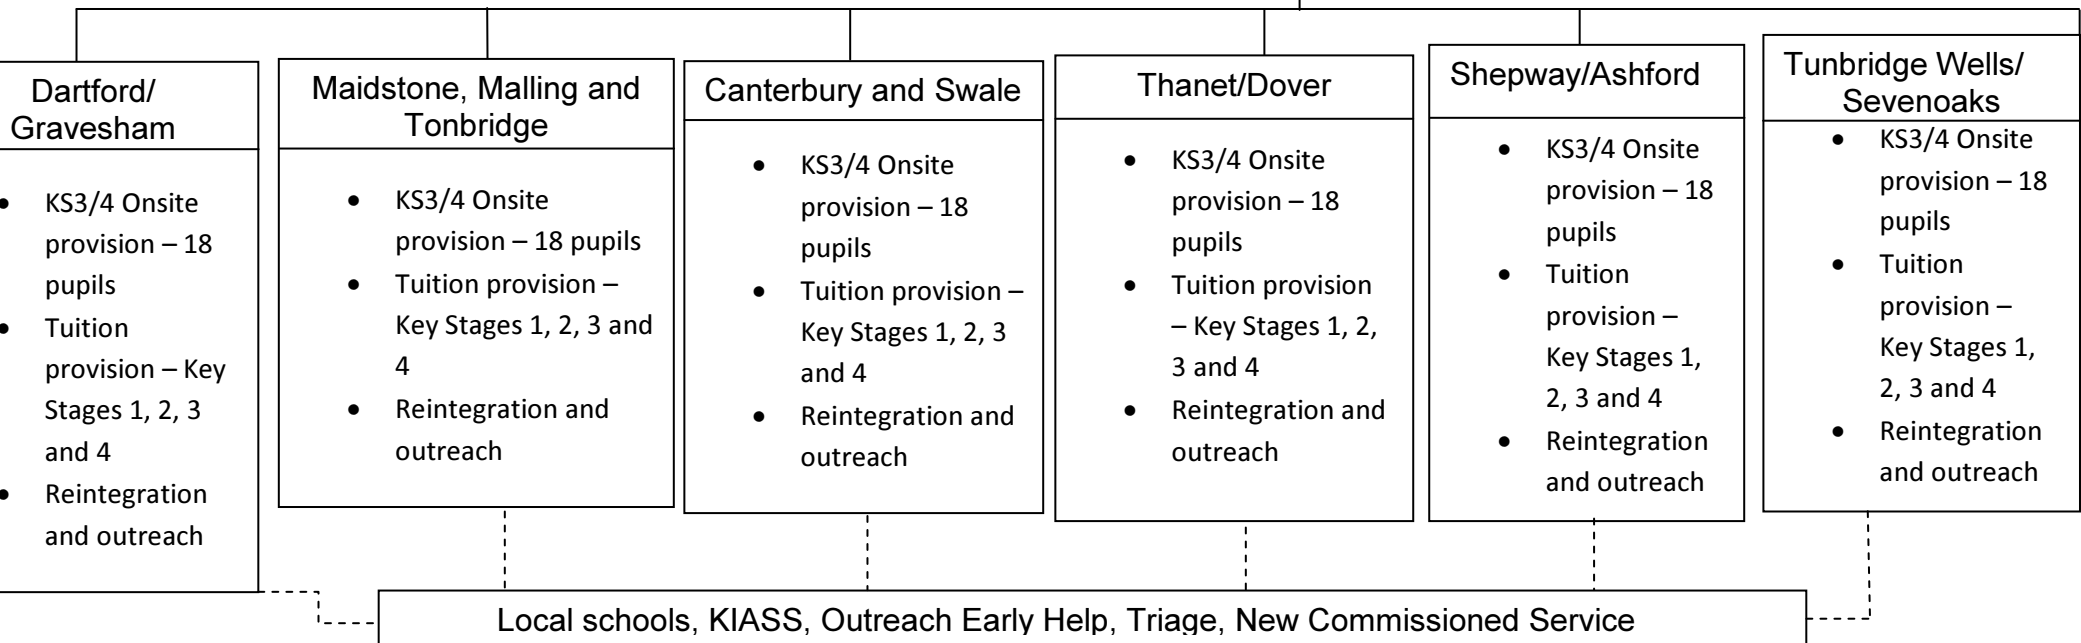 Dartford/
Gravesham
• KS3/4 Onsite
provision – 18
pupils
• Tuition
provision – Key
Stages 1, 2, 3
and 4
• Reintegration
and outreach
Maidstone, Malling and
Tonbridge
• KS3/4 Onsite
provision – 18 pupils
• Tuition provision –
Key Stages 1, 2, 3 and
4
• Reintegration and
outreach
Canterbury and Swale
• KS3/4 Onsite
provision – 18
pupils
• Tuition provision –
Key Stages 1, 2, 3
and 4
• Reintegration and
outreach
Thanet/Dover
• KS3/4 Onsite
provision – 18
pupils
• Tuition provision
– Key Stages 1, 2,
3 and 4
• Reintegration and
outreach
Shepway/Ashford
• KS3/4 Onsite
provision – 18
pupils
• Tuition
provision –
Key Stages 1,
2, 3 and 4
• Reintegration
and outreach
Tunbridge Wells/
Sevenoaks
• KS3/4 Onsite
provision – 18
pupils
• Tuition
provision –
Key Stages 1,
2, 3 and 4
• Reintegration
and outreach
Local schools, KIASS, Outreach Early Help, Triage, New Commissioned Service